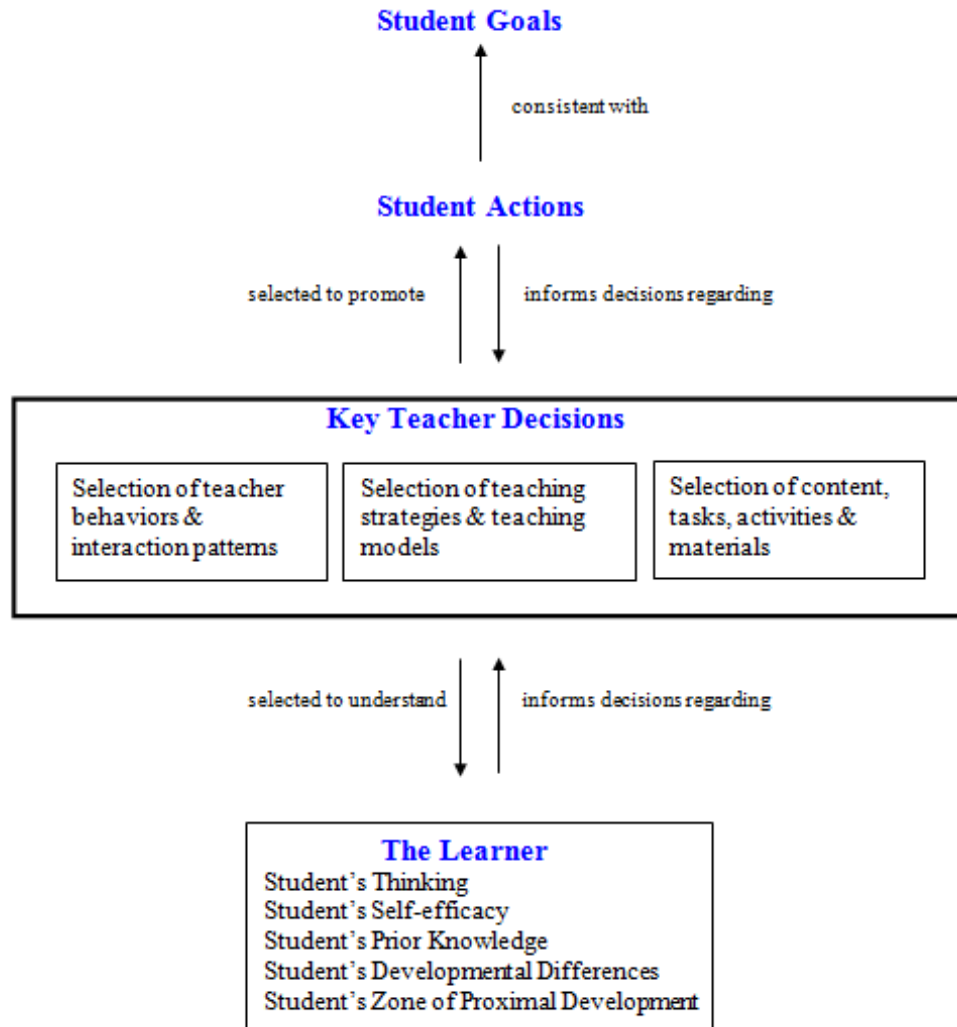 Student Goals
consistent with
Student Actions
selected to promote
informs decisions regarding
Key Teacher Decisions
Selection of teacher
behaviors &
interaction patterns
Selection of teaching
strategies & teaching
models
Selection of content,
tasks, activities &
materials
selected to understand
informs decisions regarding
The Learner
Student’s Thinking
Student’s Self-efficacy
Student’s Prior Knowledge
Student’s Developmental Differences
Student’s Zone of Proximal Development